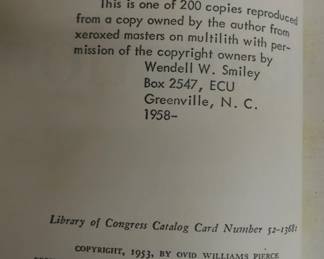 This is one of 200 copies reproduced
from a copy owned by the author from
xeroxed masters on multilith with per-
mission of the copyright owners by
Wendell W. Smiley
Box 2547, ECU
Greenville, N. C.
1958-
Library of Congress Catalog Card Number 52-13681
COPYRIGHT, 1953, BY OVID WILLIAMS PIERCE